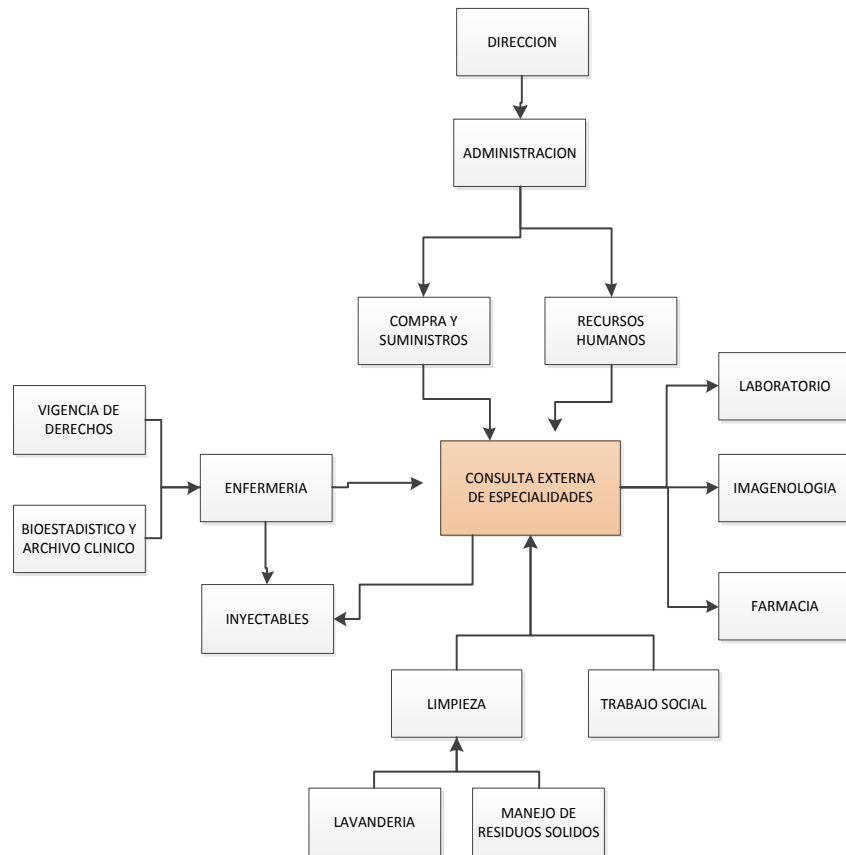 DIRECCION
ADMINISTRACION
COMPRA Y
SUMINISTROS
RECURSOS
HUMANOS
LABORATORIO
VIGENCIA DE
DERECHOS
ENFERMERIA
CONSULTA EXTERNA
DE ESPECIALIDADES
IMAGENOLOGIA
BIOESTADISTICO Y
ARCHIVO CLINICO
INYECTABLES
FARMACIA
LIMPIEZA
TRABAJO SOCIAL
LAVANDERIA
MANEJO DE
RESIDUOS SOLIDOS